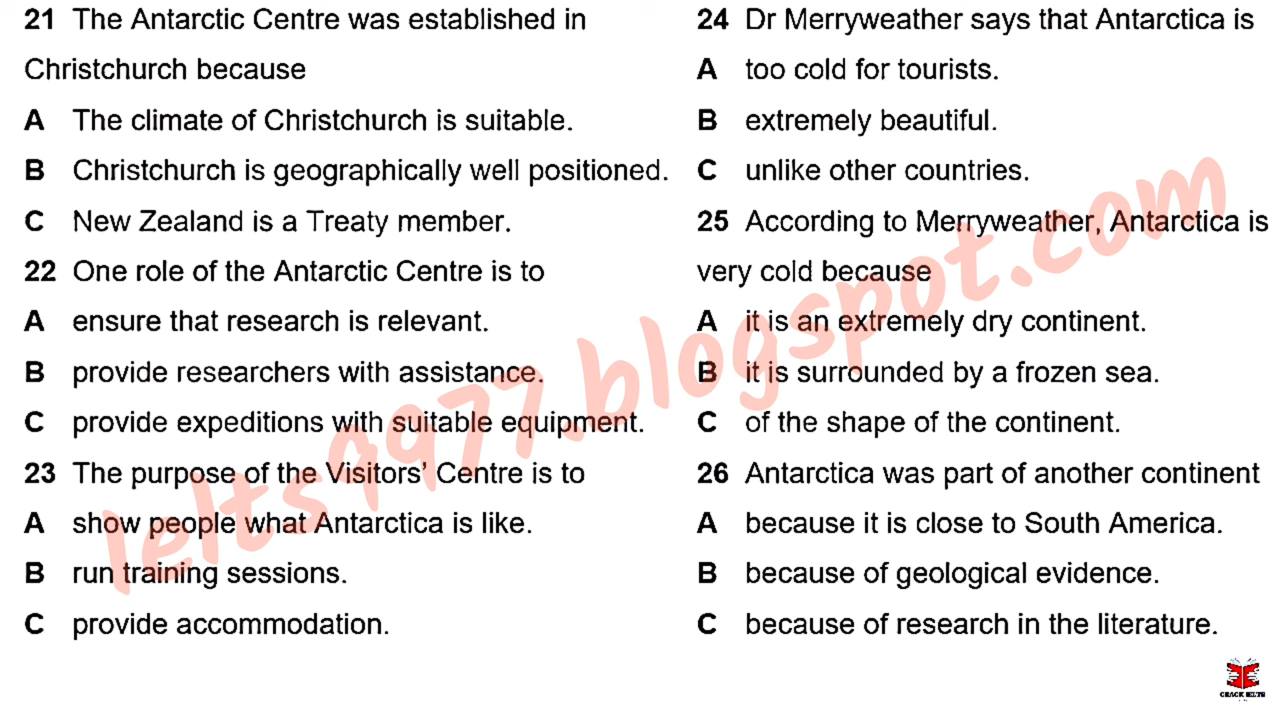 21 The Antarctic Centre was established in
Christchurch because
A The climate of Christchurch is suitable.
B Christchurch is geographically well positioned.
C New Zealand is a Treaty member.
22 One role of the Antarctic Centre is to
A ensure that research is relevant.
B provide researchers with assistance.
C provide expeditions with suitable equipment.
23 The purpose of the Visitors’ Centre is to
A show people what Antarctica is like.
B run training sessions.
C provide accommodation.
24 Dr Merryweather says that Antarctica is
A too cold for tourists.
B extremely beautiful.
C unlike other countries.
25 According to Merryweather, Antarctica is
very cold because
A it is an extremely dry continent.
B it is surrounded by a frozen sea.
C of the shape of the continent.
26 Antarctica was part of another continent
A because it is close to South America.
B because of geological evidence.
C because of research in the literature.
Ielts9977.blogspot.com
CRACK IELTS